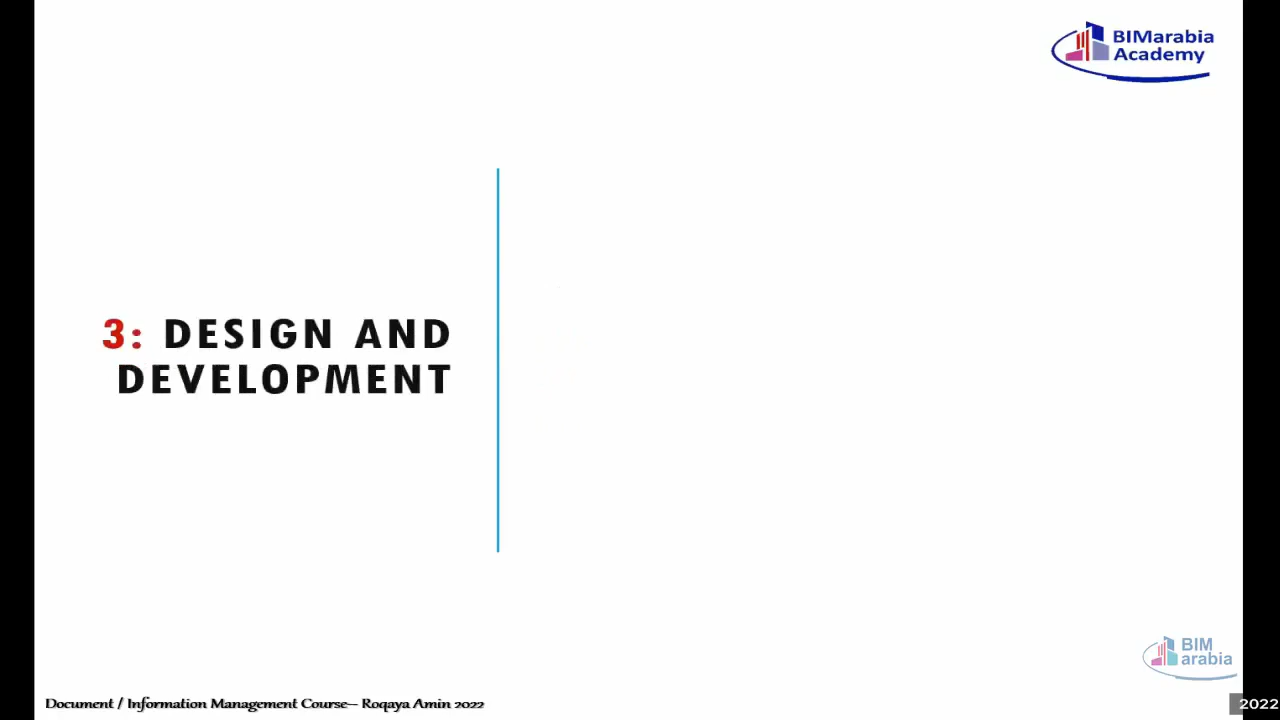 BIMarabia
Academy
3: DESIGN AND
DEVELOPMENT
BIM
arabia
Document / Information Management Course– Roqaya Amin 2022
2022